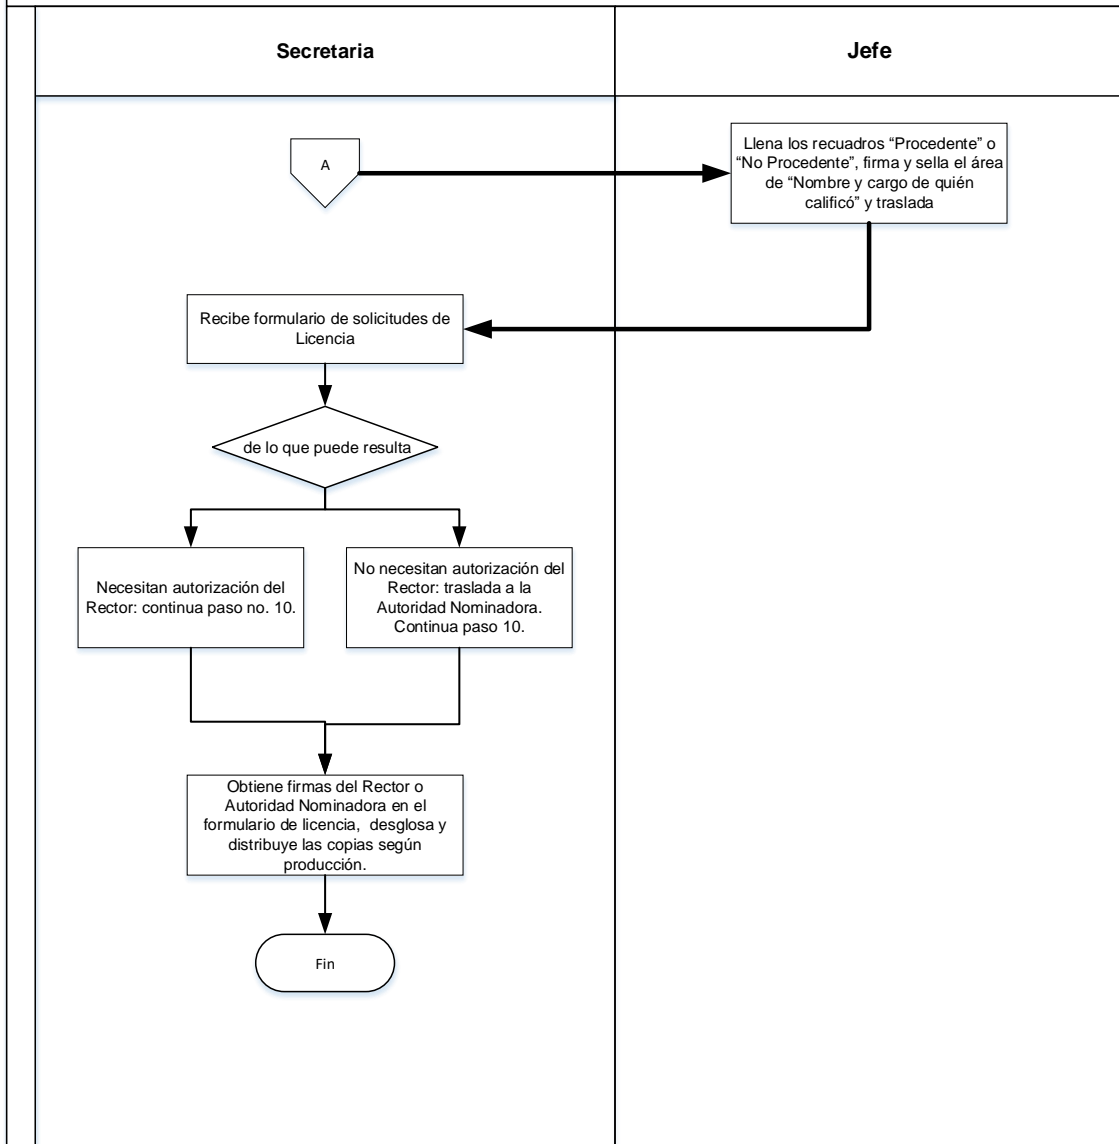 Secretaria
Jefe
A
Llena los recuadros “Procedente” o
“No Procedente”, firma y sella el área
de “Nombre y cargo de quién
calificó” y traslada
Recibe formulario de solicitudes de
Licencia
de lo que puede resulta
Necesitan autorización del
Rector: continua paso no. 10.
No necesitan autorización del
Rector: traslada a la
Autoridad Nominadora.
Continua paso 10.
Obtiene firmas del Rector o
Autoridad Nominadora en el
formulario de licencia, desglosa y
distribuye las copias según
producción.
Fin